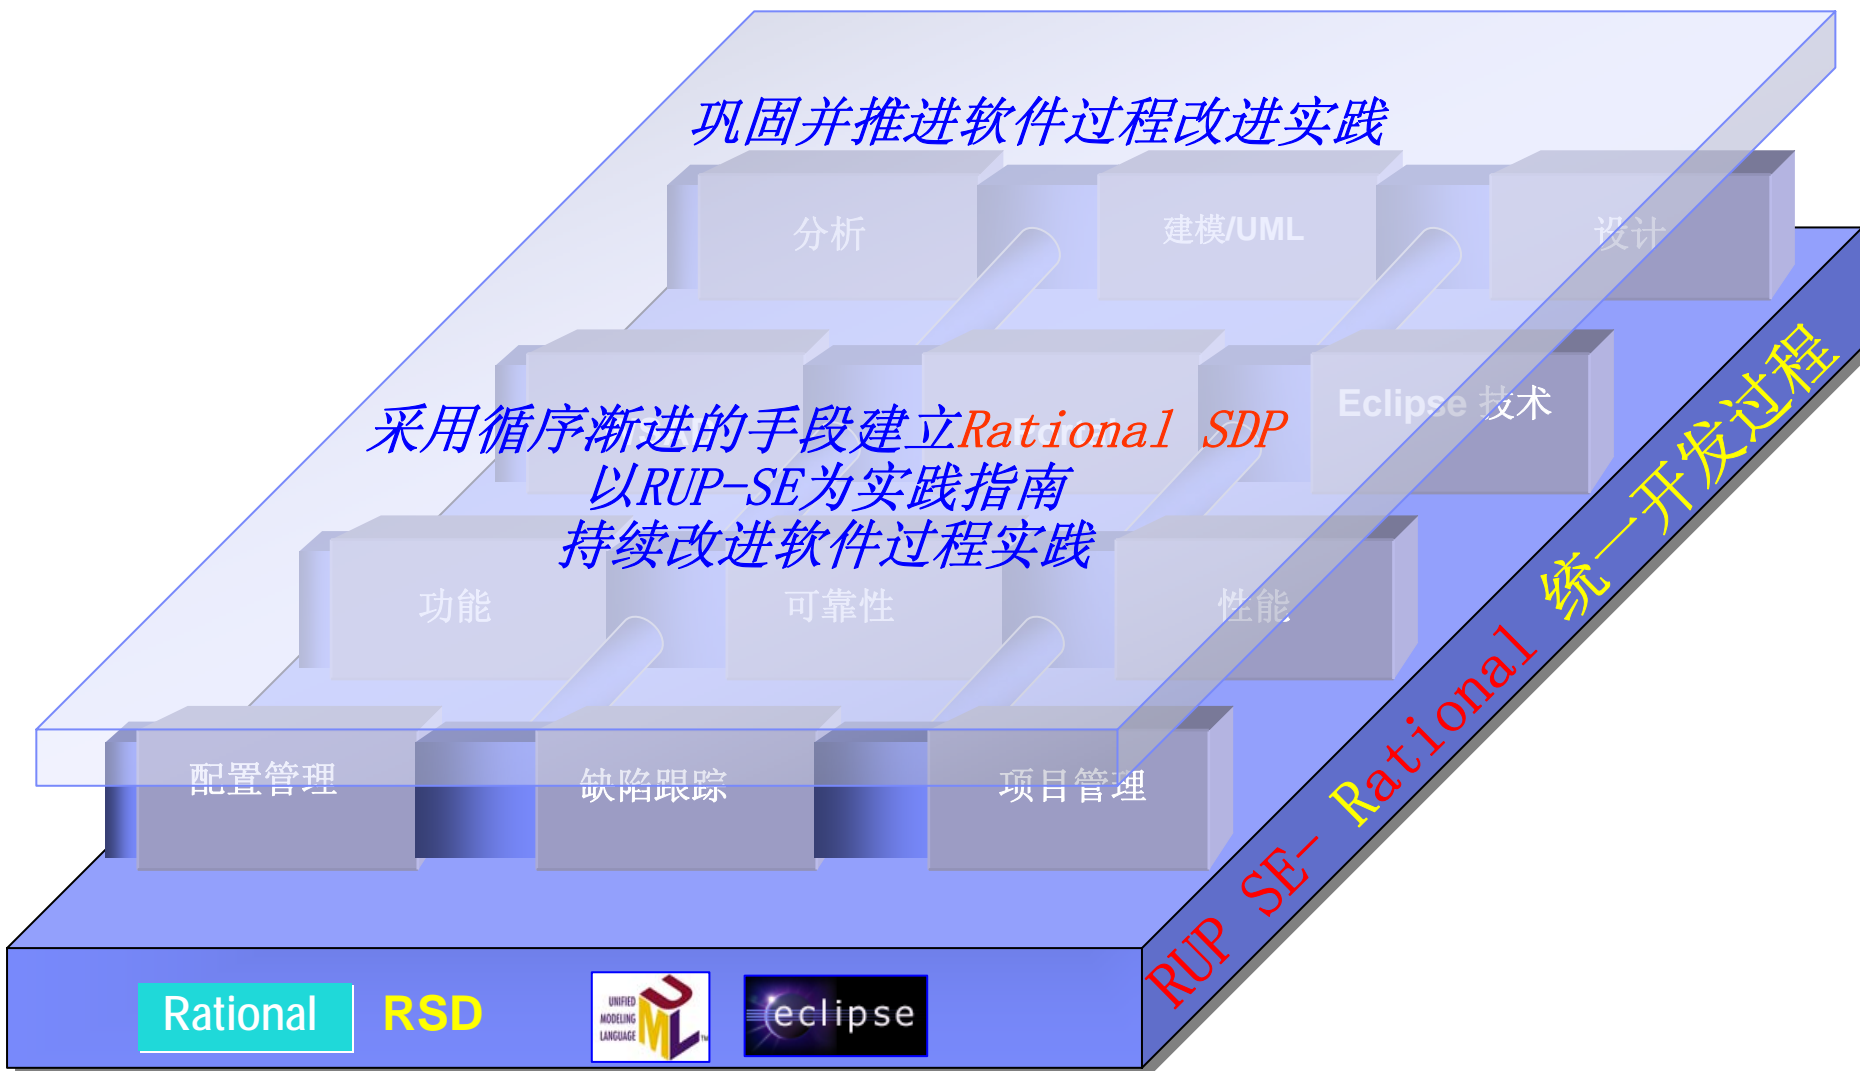 巩固并推进软件过程改进实践
分析
建模/UML
设计
Eclipse 技术
采用循序渐进的手段建立Rational SDP
以RUP-SE为实践指南
持续改进软件过程实践
功能
可靠性
性能
配置管理
缺陷跟踪
项目管理
RUP SE- Rational 统一开发过程
Rational
RSD
UNIFIED
MODELING
LANGUAGE
UML
TM
eclipse